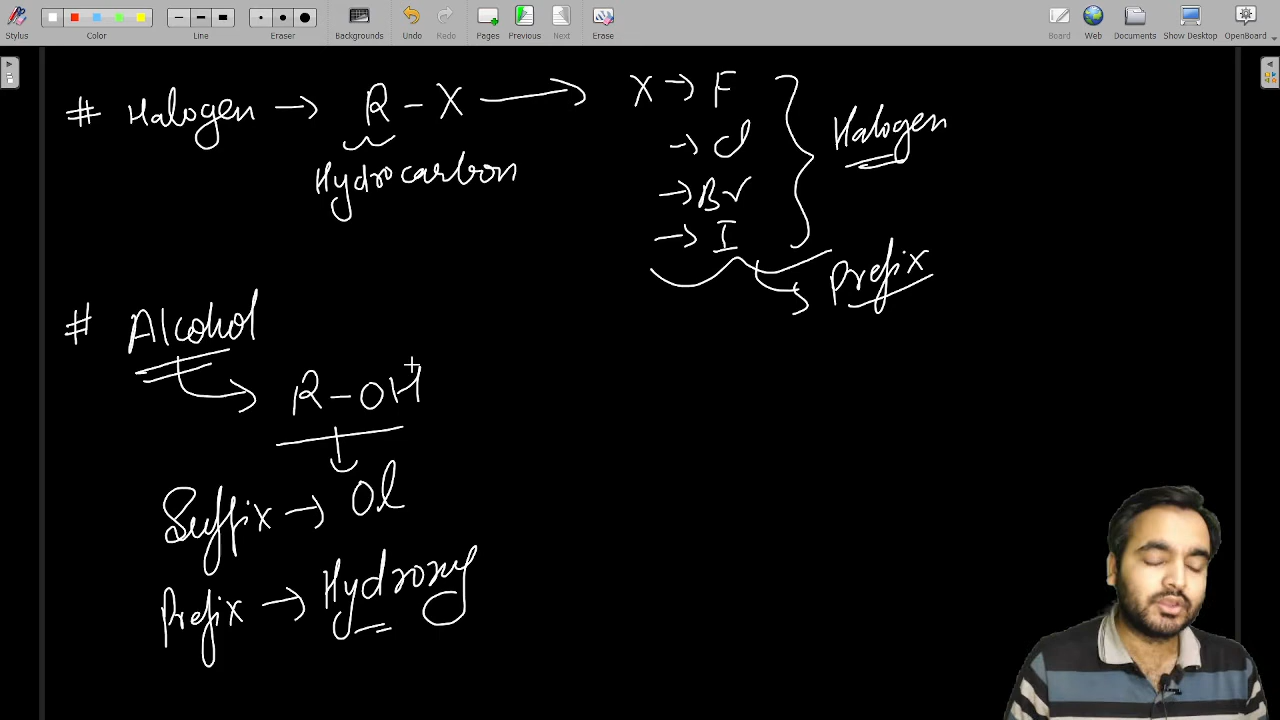 Stylus Color Line Eraser Backgrounds Undo Redo Pages Previous Next Erase Board Web Documents Show Desktop OpenBoard
# Halogen → R – X → X → F
→ Cl
→ Br
→ I
Halogen
Hydrocarbon
Prefix
# Alcohol
→ R – OH
Suffix → Ol
Prefix → Hydroxy